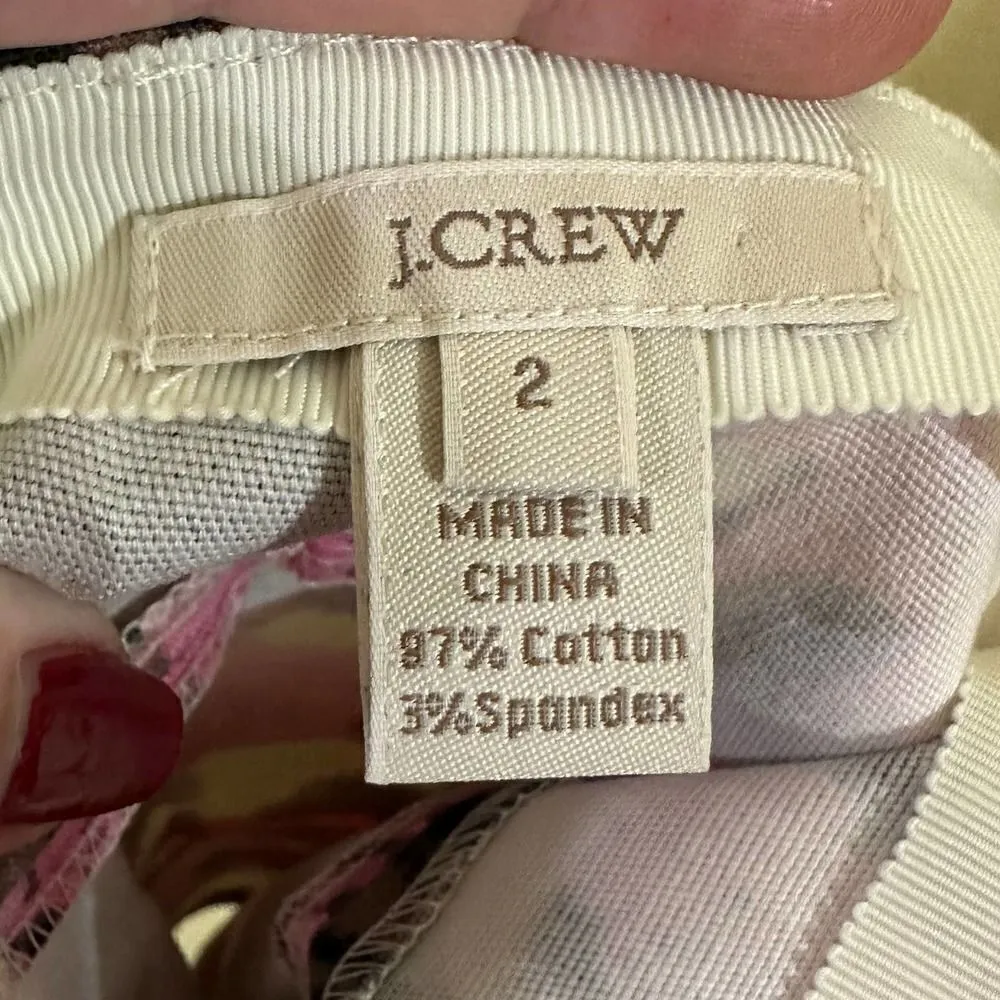 J.CREW
2
MADE IN
CHINA
97% Cotton
3% Spandex